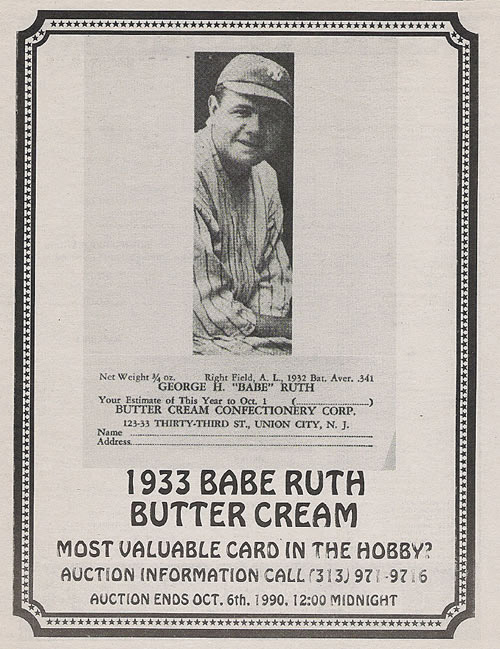 Net Weight ¾ oz. Right Field, A. L., 1932 Bat. Aver. .341
GEORGE H. "BABE" RUTH
Your Estimate of This Year to Oct. 1 (....................)
BUTTER CREAM CONFECTIONERY CORP.
123-33 THIRTY-THIRD ST., UNION CITY, N. J.
Name
Address
1933 BABE RUTH
BUTTER CREAM
MOST VALUABLE CARD IN THE HOBBY?
AUCTION INFORMATION CALL (313) 971-9716
AUCTION ENDS OCT. 6th, 1990, 12:00 MIDNIGHT